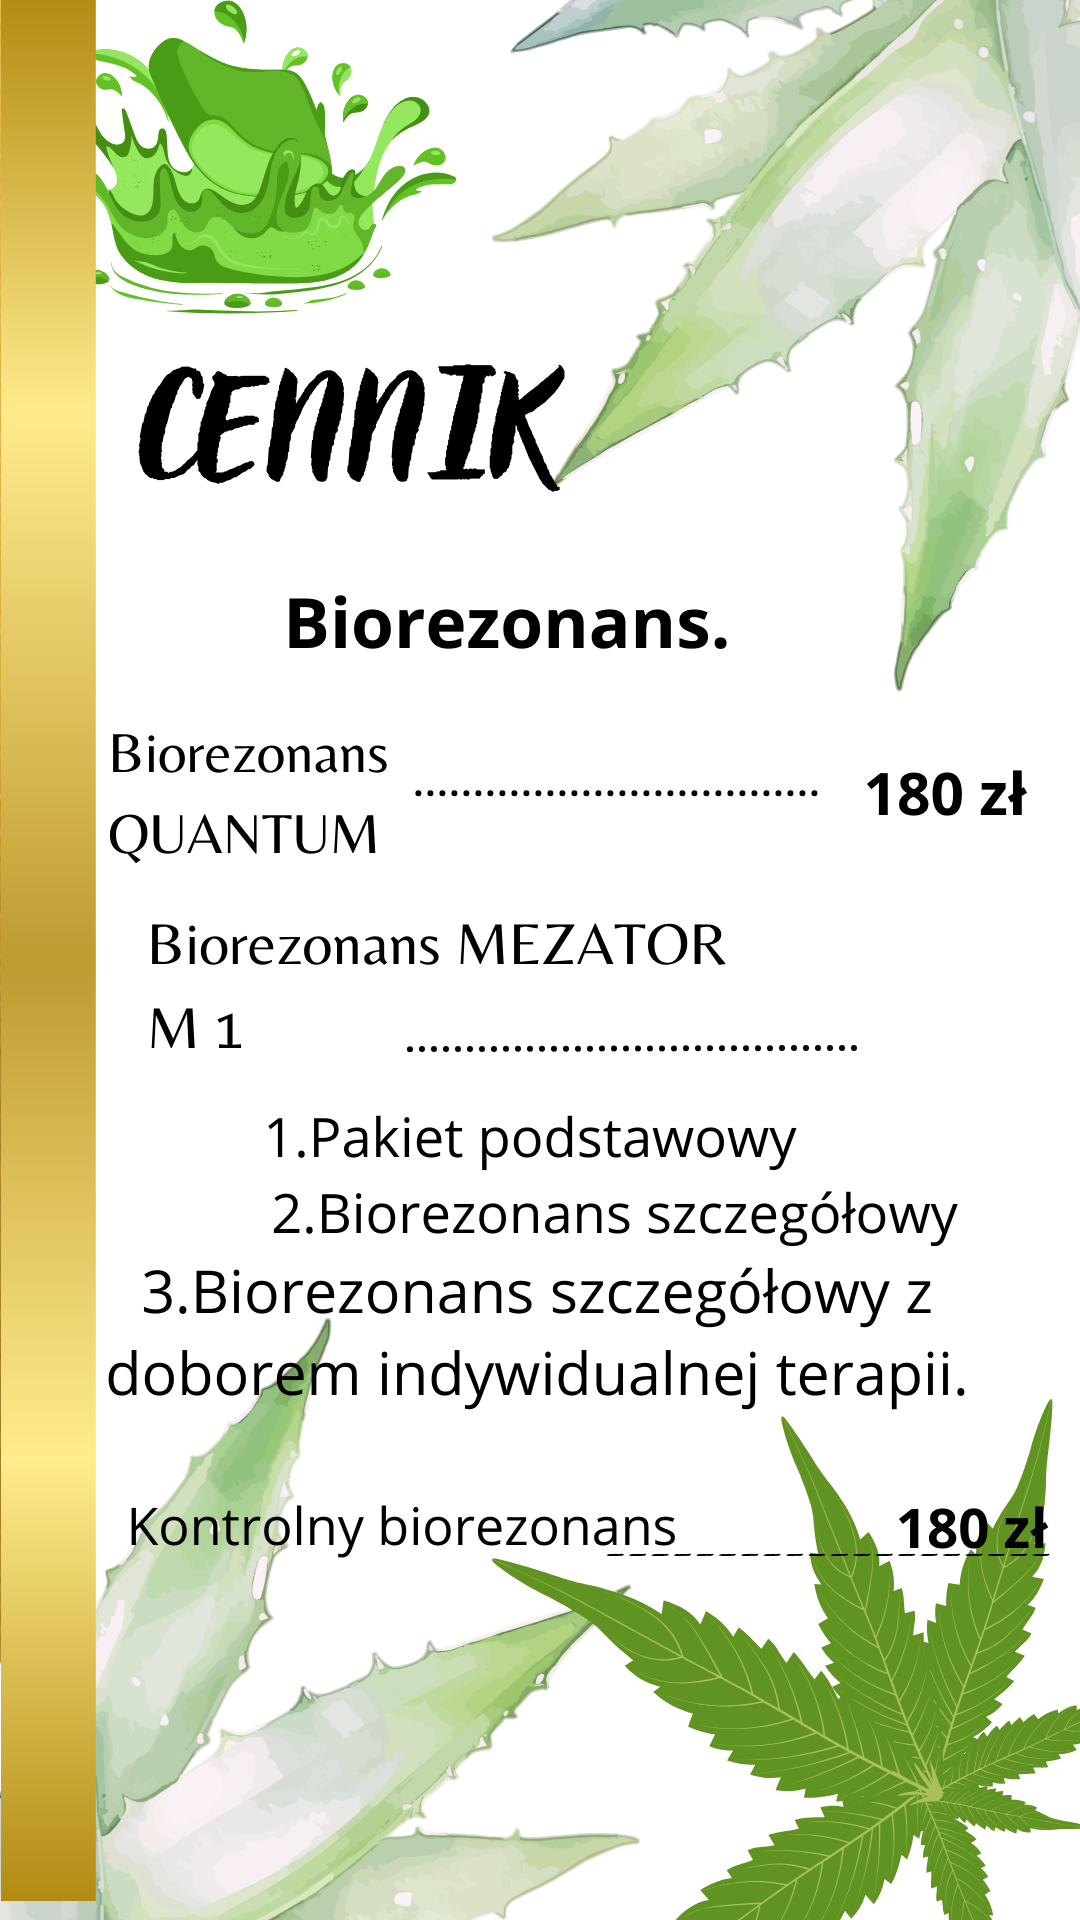 CENNIK
Biorezonans.
Biorezonans
QUANTUM
................................... 180 zł
Biorezonans MEZATOR
M 1 .......................................
1.Pakiet podstawowy
2.Biorezonans szczegółowy
3.Biorezonans szczegółowy z
doborem indywidualnej terapii.
Kontrolny biorezonans 180 zł